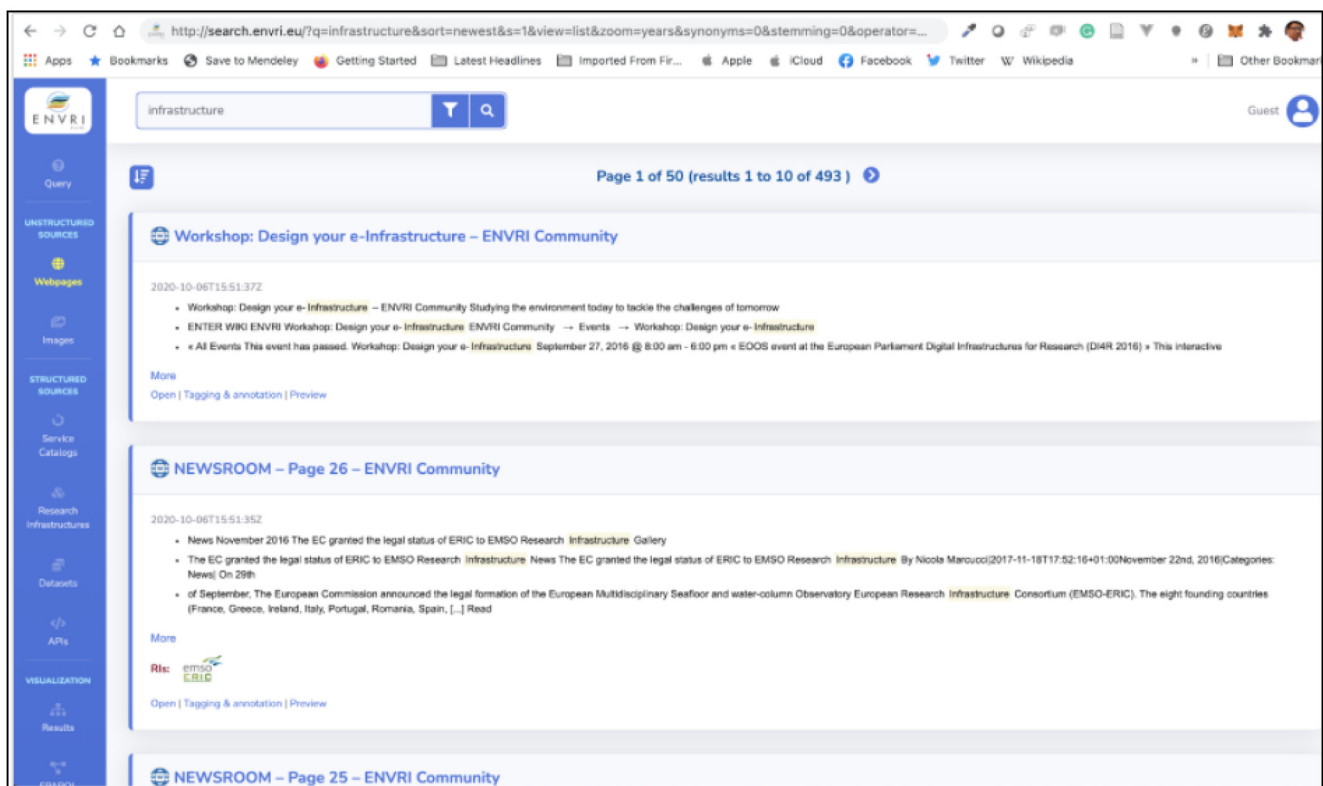 http://search.envri.eu/?q=infrastructure&sort=newest&s=1&view=list&zoom=years&synonyms=0&stemming=0&operator=...
Apps Bookmarks Save to Mendeley Getting Started Latest Headlines Imported From Fir... Apple iCloud Facebook Twitter Wikipedia » Other Bookmar
ENVRI
infrastructure
Guest
Query
Page 1 of 50 (results 1 to 10 of 493 )
UNSTRUCTURED
SOURCES
Webpages
Images
STRUCTURED
SOURCES
Service
Catalogs
Research
Infrastructures
Datasets
</>
APIs
VISUALIZATION
Results
Workshop: Design your e-Infrastructure – ENVRI Community
2020-10-06T15:51:37Z
• Workshop: Design your e- Infrastructure – ENVRI Community Studying the environment today to tackle the challenges of tomorrow
• ENTER WIKI ENVRI Workshop: Design your e- Infrastructure ENVRI Community → Events → Workshop: Design your e- Infrastructure
• « All Events This event has passed. Workshop: Design your e- Infrastructure September 27, 2016 @ 8:00 am - 6:00 pm « EOOS event at the European Parliament Digital Infrastructures for Research (DI4R 2016) » This interactive
More
Open | Tagging & annotation | Preview
NEWSROOM – Page 26 – ENVRI Community
2020-10-06T15:51:35Z
• News November 2016 The EC granted the legal status of ERIC to EMSO Research Infrastructure Gallery
• The EC granted the legal status of ERIC to EMSO Research Infrastructure News The EC granted the legal status of ERIC to EMSO Research Infrastructure By Nicola Marcucci|2017-11-18T17:52:16+01:00November 22nd, 2016|Categories:
News| On 29th
• of September, The European Commission announced the legal formation of the European Multidisciplinary Seafloor and water-column Observatory European Research Infrastructure Consortium (EMSO-ERIC). The eight founding countries
(France, Greece, Ireland, Italy, Portugal, Romania, Spain, [...] Read
More
RIs: emso
ERIC
Open | Tagging & annotation | Preview
NEWSROOM – Page 25 – ENVRI Community